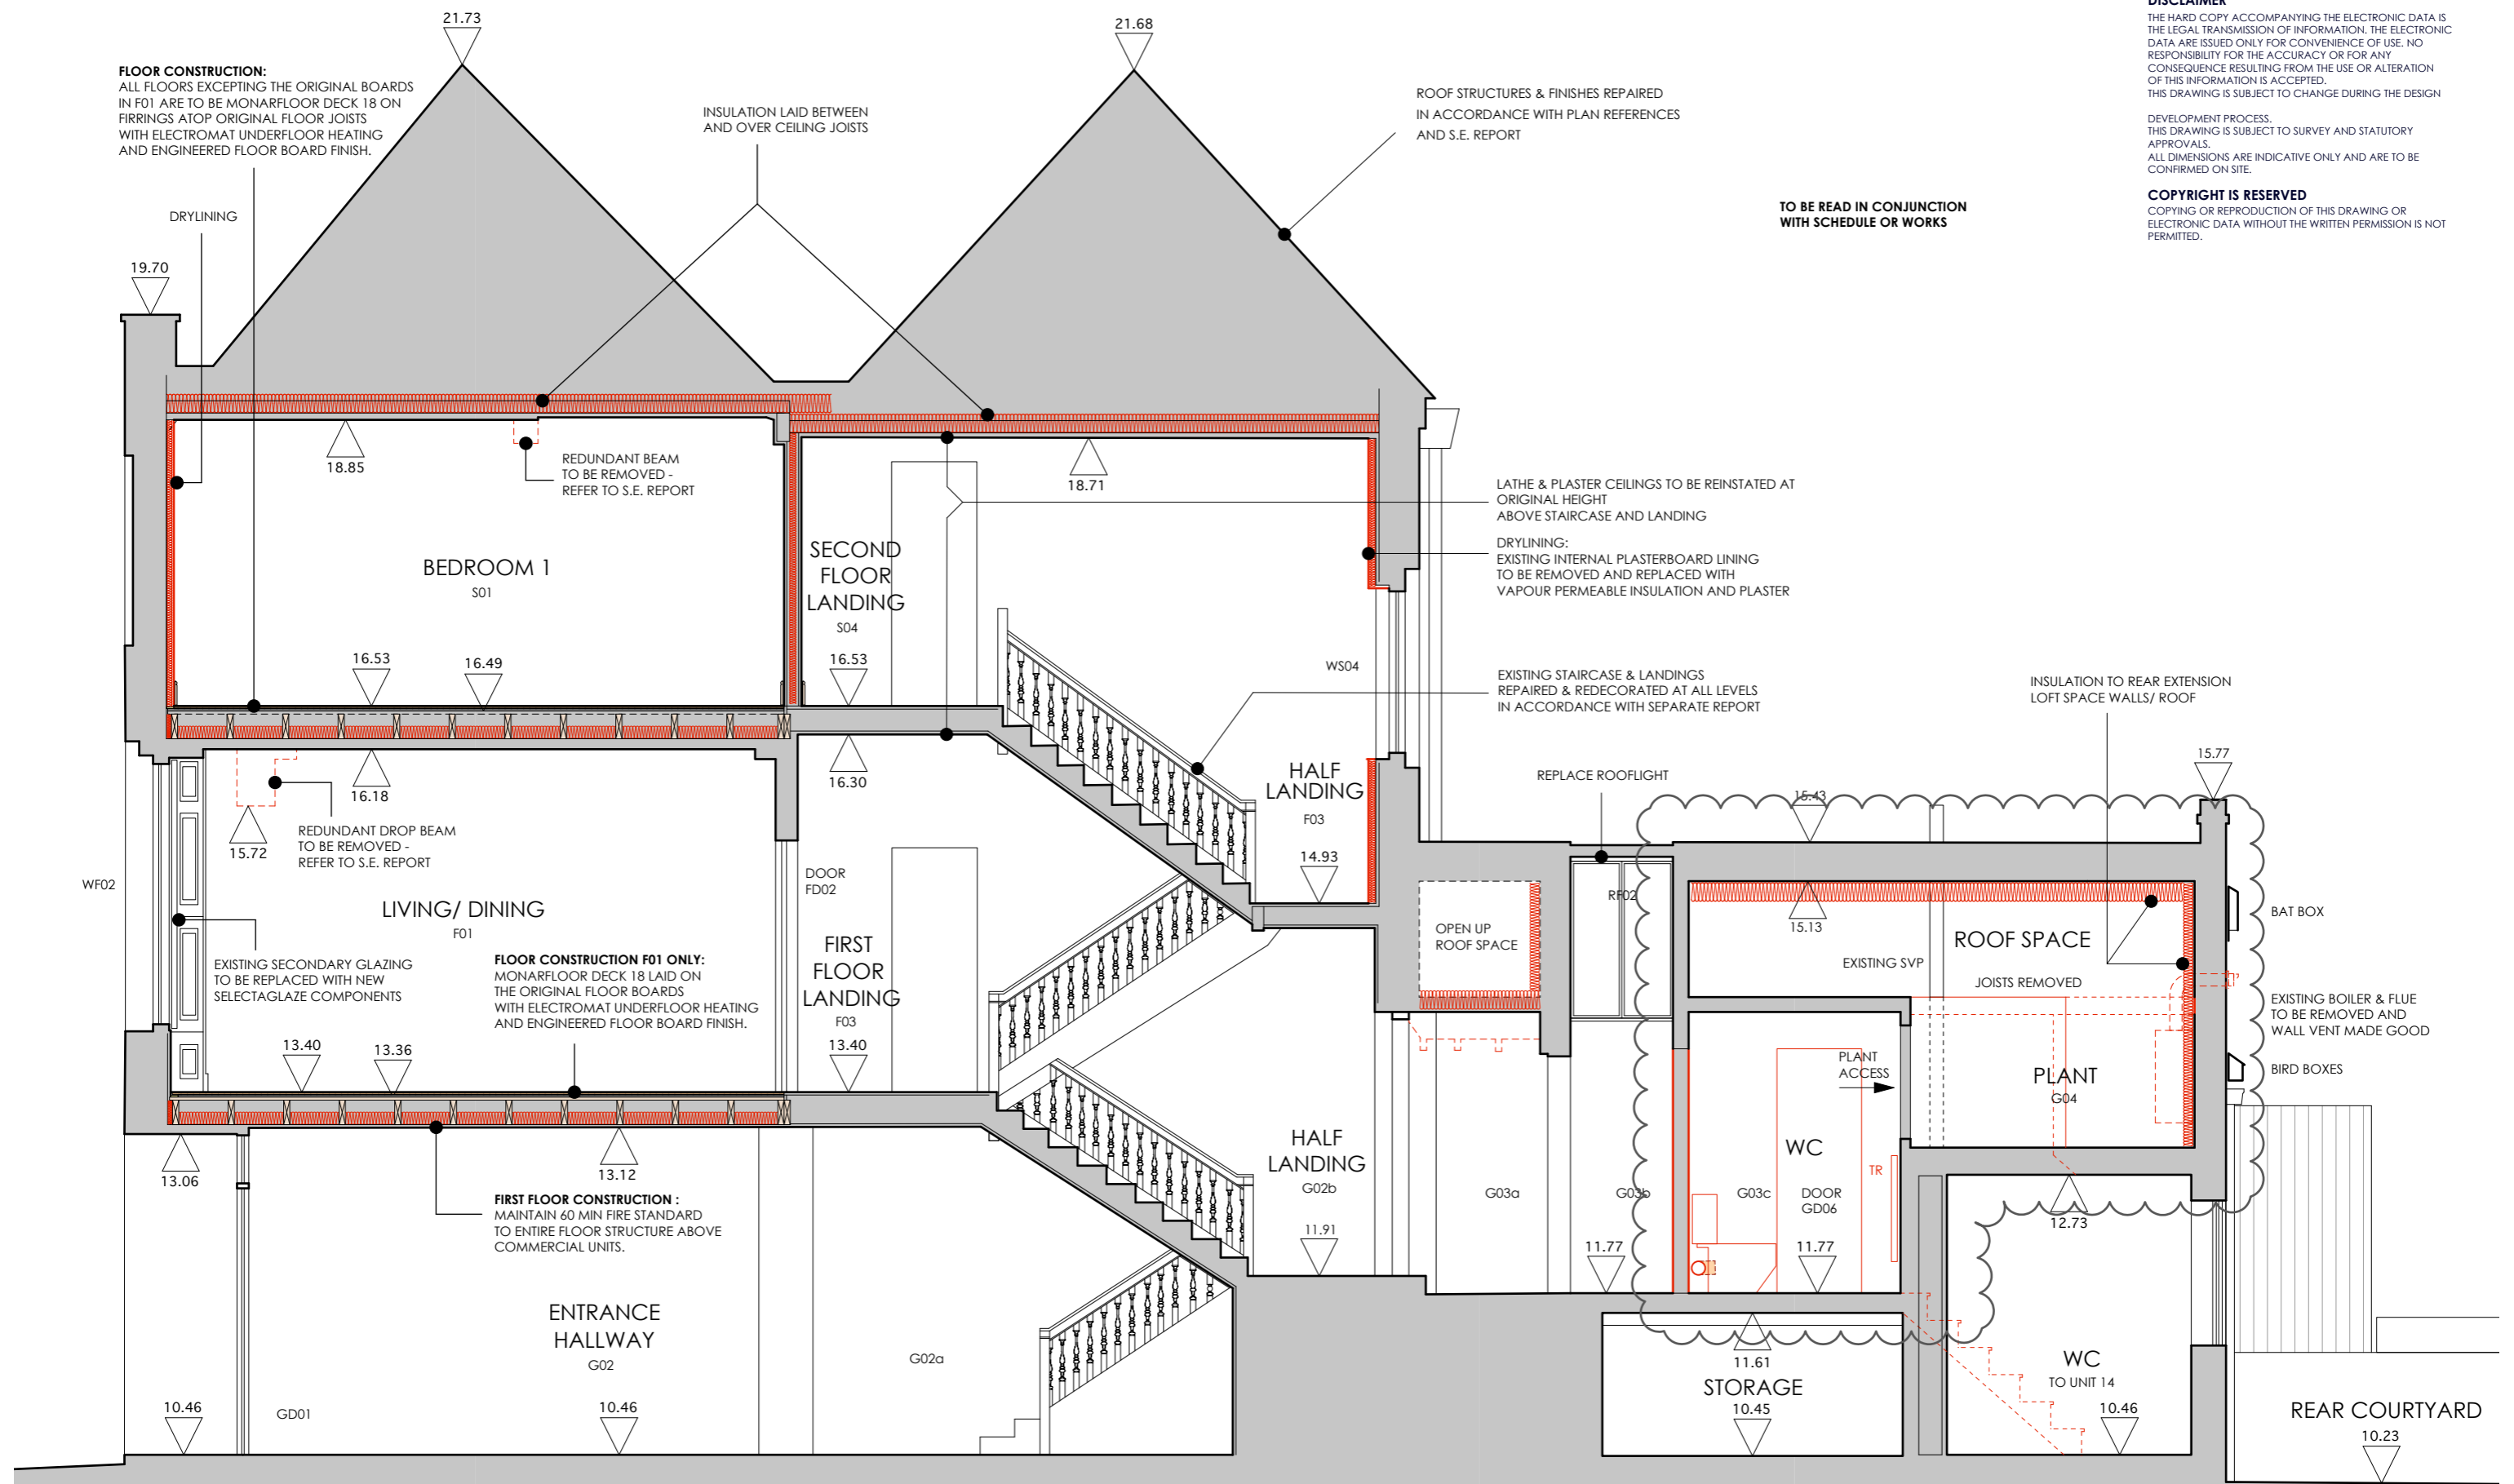 DISCLAIMER
THE HARD COPY ACCOMPANYING THE ELECTRONIC DATA IS
THE LEGAL TRANSMISSION OF INFORMATION. THE ELECTRONIC
DATA ARE ISSUED ONLY FOR CONVENIENCE OF USE. NO
RESPONSIBILITY FOR THE ACCURACY OR FOR ANY
CONSEQUENCE RESULTING FROM THE USE OR ALTERATION
OF THIS INFORMATION IS ACCEPTED.
THIS DRAWING IS SUBJECT TO CHANGE DURING THE DESIGN
DEVELOPMENT PROCESS.
THIS DRAWING IS SUBJECT TO SURVEY AND STATUTORY
APPROVALS.
ALL DIMENSIONS ARE INDICATIVE ONLY AND ARE TO BE
CONFIRMED ON SITE.
COPYRIGHT IS RESERVED
COPYING OR REPRODUCTION OF THIS DRAWING OR
ELECTRONIC DATA WITHOUT THE WRITTEN PERMISSION IS NOT
PERMITTED.
21.73
21.68
FLOOR CONSTRUCTION:
ALL FLOORS EXCEPTING THE ORIGINAL BOARDS
IN F01 ARE TO BE MONARFLOOR DECK 18 ON
FIRRINGS ATOP ORIGINAL FLOOR JOISTS
WITH ELECTROMAT UNDERFLOOR HEATING
AND ENGINEERED FLOOR BOARD FINISH.
INSULATION LAID BETWEEN
AND OVER CEILING JOISTS
ROOF STRUCTURES & FINISHES REPAIRED
IN ACCORDANCE WITH PLAN REFERENCES
AND S.E. REPORT
TO BE READ IN CONJUNCTION
WITH SCHEDULE OR WORKS
DRYLINING
19.70
18.85
REDUNDANT BEAM
TO BE REMOVED -
REFER TO S.E. REPORT
18.71
LATHE & PLASTER CEILINGS TO BE REINSTATED AT
ORIGINAL HEIGHT
ABOVE STAIRCASE AND LANDING
DRYLINING:
EXISTING INTERNAL PLASTERBOARD LINING
TO BE REMOVED AND REPLACED WITH
VAPOUR PERMEABLE INSULATION AND PLASTER
BEDROOM 1
S01
SECOND
FLOOR
LANDING
S04
16.53
16.49
16.53
WS04
EXISTING STAIRCASE & LANDINGS
REPAIRED & REDECORATED AT ALL LEVELS
IN ACCORDANCE WITH SEPARATE REPORT
INSULATION TO REAR EXTENSION
LOFT SPACE WALLS/ ROOF
16.18
16.30
15.72
REDUNDANT DROP BEAM
TO BE REMOVED -
REFER TO S.E. REPORT
HALF
LANDING
F03
14.93
REPLACE ROOFLIGHT
15.43
15.77
WF02
DOOR
FD02
LIVING/ DINING
F01
RF02
15.13
BAT BOX
OPEN UP
ROOF SPACE
ROOF SPACE
EXISTING SVP
JOISTS REMOVED
EXISTING SECONDARY GLAZING
TO BE REPLACED WITH NEW
SELECTAGLAZE COMPONENTS
FLOOR CONSTRUCTION F01 ONLY:
MONARFLOOR DECK 18 LAID ON
THE ORIGINAL FLOOR BOARDS
WITH ELECTROMAT UNDERFLOOR HEATING
AND ENGINEERED FLOOR BOARD FINISH.
FIRST
FLOOR
LANDING
F03
13.40
13.40
13.36
EXISTING BOILER & FLUE
TO BE REMOVED AND
WALL VENT MADE GOOD
PLANT
ACCESS
PLANT
G04
BIRD BOXES
13.06
13.12
FIRST FLOOR CONSTRUCTION :
MAINTAIN 60 MIN FIRE STANDARD
TO ENTIRE FLOOR STRUCTURE ABOVE
COMMERCIAL UNITS.
HALF
LANDING
G02b
11.91
G03a
G03b
11.77
WC
G03c
DOOR
GD06
TR
11.77
12.73
ENTRANCE
HALLWAY
G02
G02a
10.46
GD01
10.46
11.61
STORAGE
10.45
WC
TO UNIT 14
10.46
REAR COURTYARD
10.23